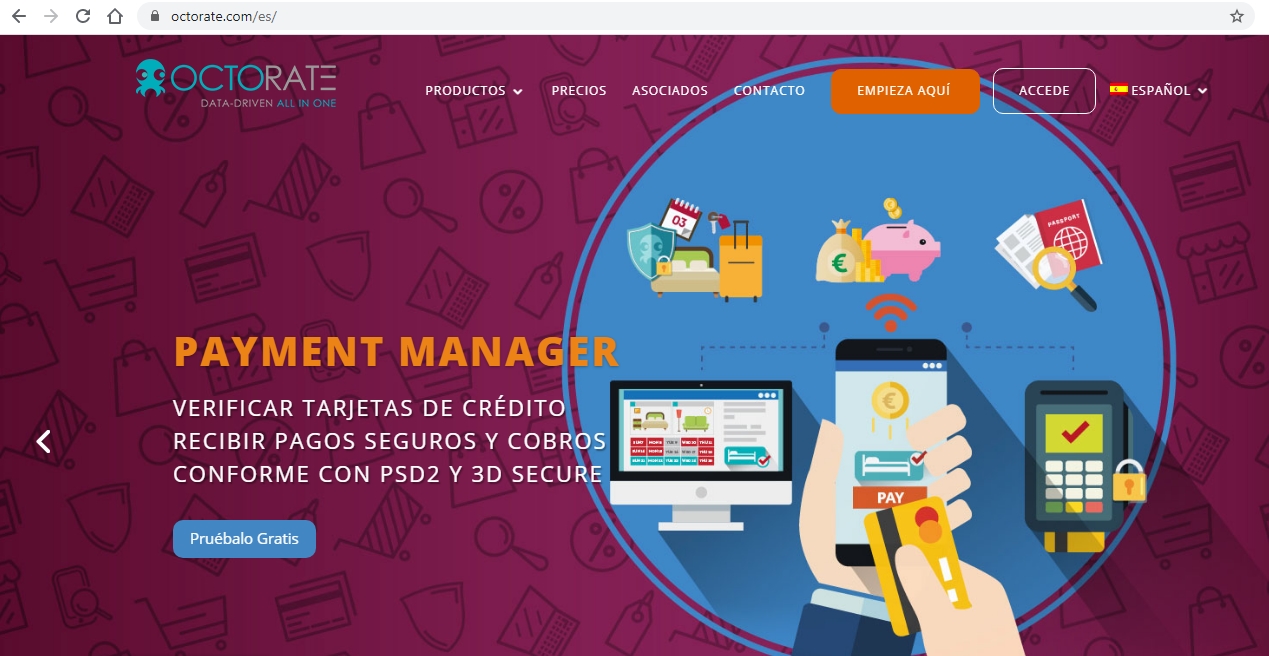 octorate.com/es/
OCTORATE
DATA-DRIVEN ALL IN ONE
PRODUCTOS
PRECIOS
ASOCIADOS
CONTACTO
EMPIEZA AQUÍ
ACCEDE
ESPAÑOL
03
PASSPORT
PAYMENT MANAGER
VERIFICAR TARJETAS DE CRÉDITO
RECIBIR PAGOS SEGUROS Y COBROS
CONFORME CON PSD2 Y 3D SECURE
Pruébalo Gratis
€
€
PAY